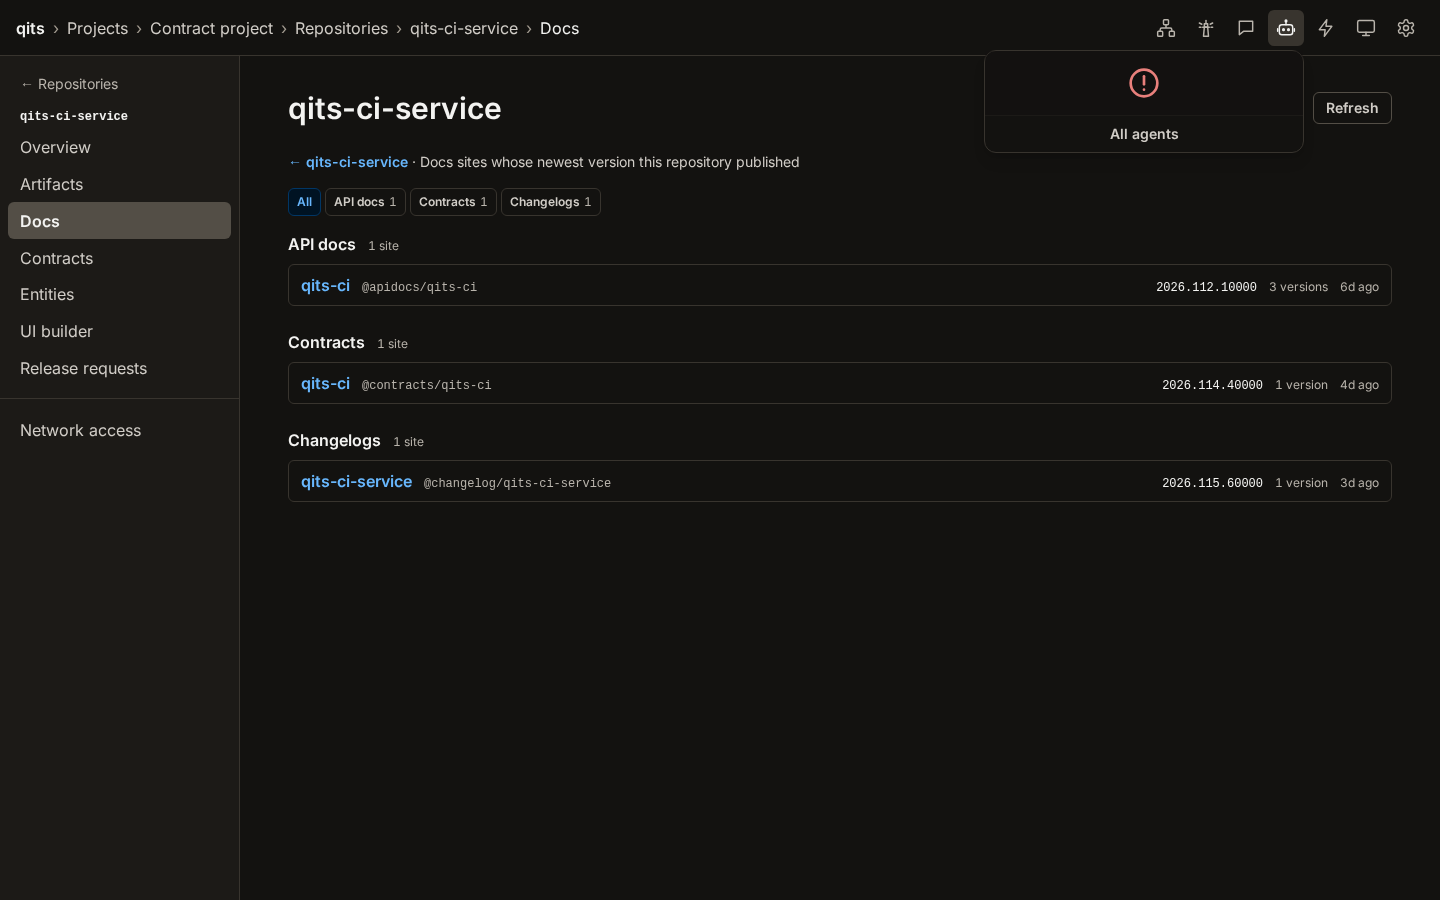 qits › Projects › Contract project › Repositories › qits-ci-service › Docs
← Repositories
qits-ci-service
Overview
Artifacts
Docs
Contracts
Entities
UI builder
Release requests
Network access
All agents
qits-ci-service
Refresh
← qits-ci-service · Docs sites whose newest version this repository published
All API docs 1 Contracts 1 Changelogs 1
API docs 1 site
qits-ci @apidocs/qits-ci 2026.112.10000 3 versions 6d ago
Contracts 1 site
qits-ci @contracts/qits-ci 2026.114.40000 1 version 4d ago
Changelogs 1 site
qits-ci-service @changelog/qits-ci-service 2026.115.60000 1 version 3d ago